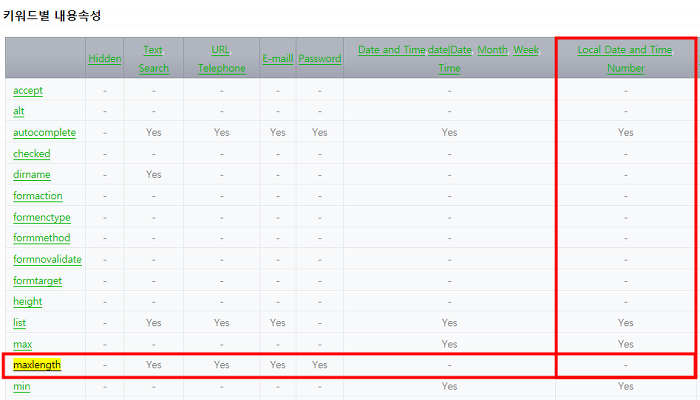 키워드별 내용속성
Hidden Text, Search URL, Telephone E-maill Password Date and Time,date|Date, Month, Week, Time Local Date and Time, Number
accept - - - - - - -
alt - - - - - - -
autocomplete - Yes Yes Yes Yes Yes Yes
checked - - - - - - -
dirname - Yes - - - - -
formaction - - - - - - -
formenctype - - - - - - -
formmethod - - - - - - -
formnovalidate - - - - - - -
formtarget - - - - - - -
height - - - - - - -
list - Yes Yes Yes - Yes Yes
max - - - - - Yes Yes
maxlength - Yes Yes Yes Yes - -
min - - - - - Yes Yes